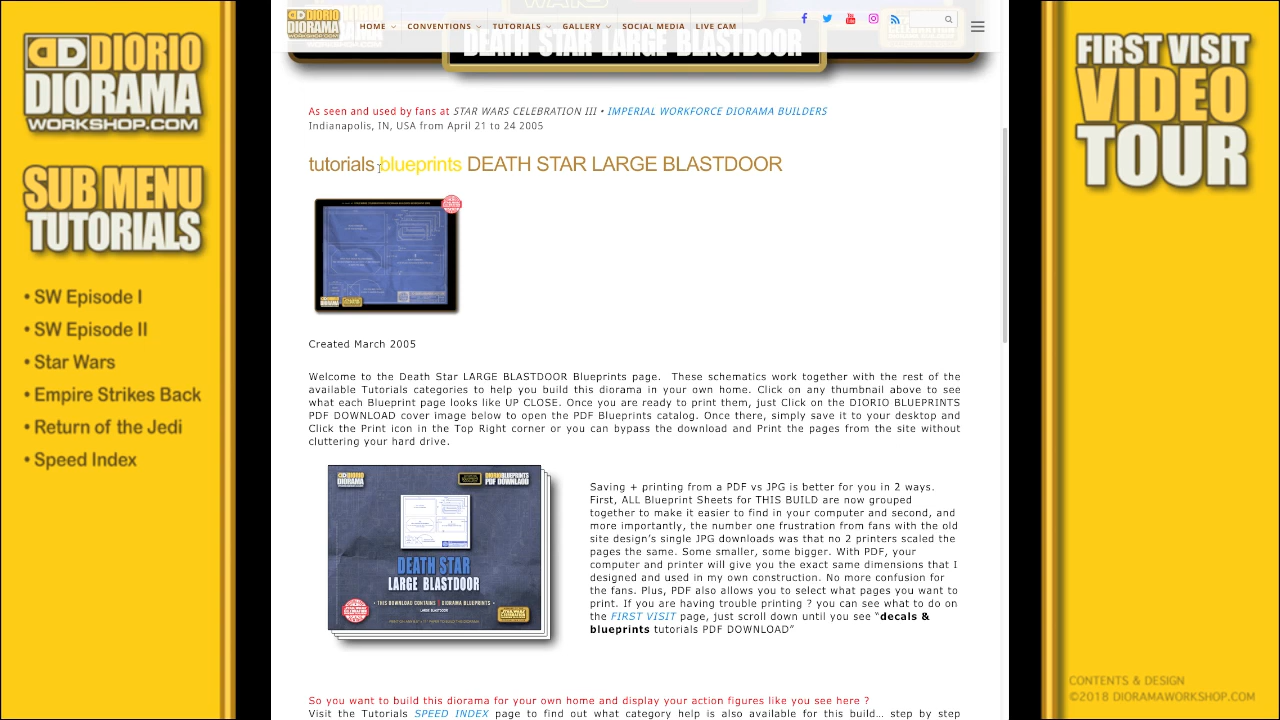 DIORIO
DIORAMA
WORKSHOP.COM
SUB MENU
TUTORIALS
• SW Episode I
• SW Episode II
• Star Wars
• Empire Strikes Back
• Return of the Jedi
• Speed Index
DIORIO
DIORAMA
WORKSHOP.COM
HOME
CONVENTIONS
TUTORIALS
GALLERY
SOCIAL MEDIA
LIVE CAM
DEATH STAR LARGE BLASTDOOR
As seen and used by fans at STAR WARS CELEBRATION III • IMPERIAL WORKFORCE DIORAMA BUILDERS
Indianapolis, IN, USA from April 21 to 24 2005
tutorials blueprints DEATH STAR LARGE BLASTDOOR
DIORIO
DIORAMA
Created March 2005
Welcome to the Death Star LARGE BLASTDOOR Blueprints page. These schematics work together with the rest of the
available Tutorials categories to help you build this diorama in your own home. Click on any thumbnail above to see
what each Blueprint page looks like UP CLOSE. Once you are ready to print them, just Click on the DIORIO BLUEPRINTS
PDF DOWNLOAD cover image below to open the PDF Blueprints catalog. Once there, simply save it to your desktop and
Click the Print icon in the Top Right corner or you can bypass the download and Print the pages from the site without
cluttering your hard drive.
DIORIO
DIORAMA
DIORIOBLUEPRINTS
PDF DOWNLOAD
DEATH STAR
LARGE BLASTDOOR
• THIS DOWNLOAD CONTAINS DIORAMA BLUEPRINTS •
LARGE BLASTDOOR
Saving + printing from a PDF vs JPG is better for you in 2 ways.
First, ALL Blueprint Sheets for THIS BUILD are now grouped
together to make it easier to find in your computer and second, and
more importantly, the number one frustration from fans with the old
site design's single JPG downloads was that no 2 printers scaled the
pages the same. Some smaller, some bigger. With PDF, your
computer and printer will give you the exact same dimensions that I
designed and used in my own construction. No more confusion for
the fans. Plus, PDF also allows you to select what pages you want to
print. If you are having trouble printing ? you can see what to do on
the FIRST VISIT page, just scroll down until you see "decals &
blueprints tutorials PDF DOWNLOAD"
So you want to build this diorama for your own home and display your action figures like you see here ?
Visit the Tutorials SPEED INDEX page to find out what category help is also available for this build... step by step
FIRST VISIT
VIDEO
TOUR
CONTENTS & DESIGN
©2018 DIORAMAWORKSHOP.COM